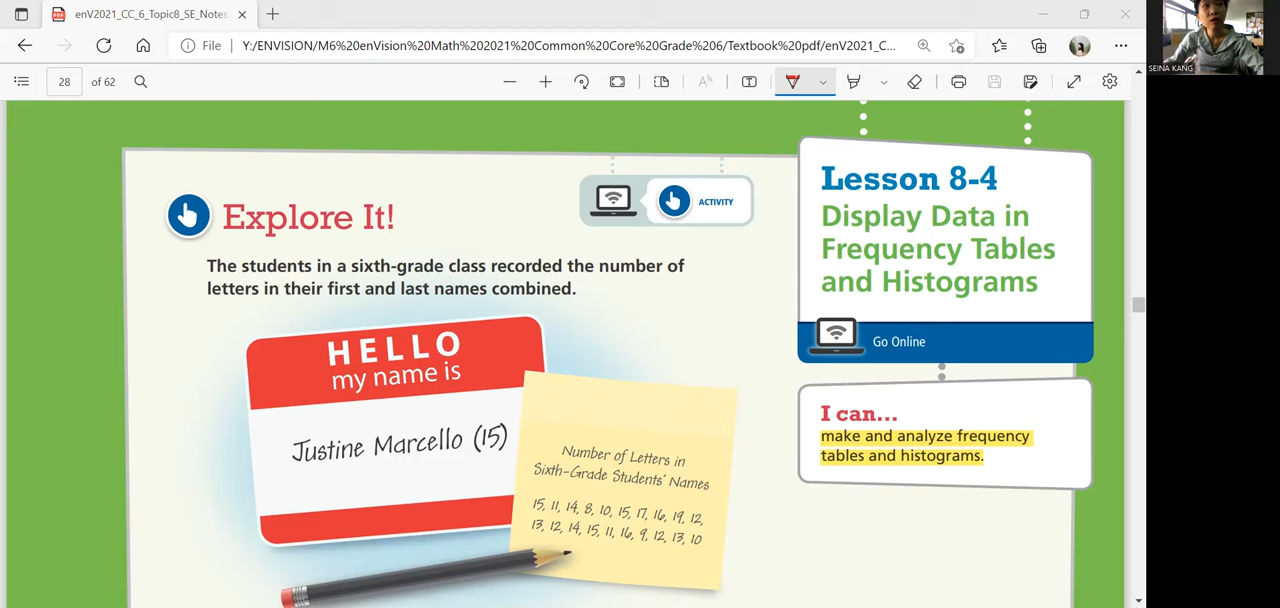 enV2021_CC_6_Topic8_SE_Notes
File
Y:/ENVISION/M6%20enVision%20Math%202021%20Common%20Core%20Grade%206/Textbook%20pdf/enV2021_C...
28
of 62
SEINA KANG
Explore It!
ACTIVITY
The students in a sixth-grade class recorded the number of
letters in their first and last names combined.
HELLO
my name is
Justine Marcello (15)
Number of Letters in
Sixth-Grade Students' Names
15, 11, 14, 8, 10, 15, 17, 16, 19, 12,
13, 12, 14, 15, 11, 16, 9, 12, 13, 10
Lesson 8-4
Display Data in
Frequency Tables
and Histograms
Go Online
I can...
make and analyze frequency
tables and histograms.